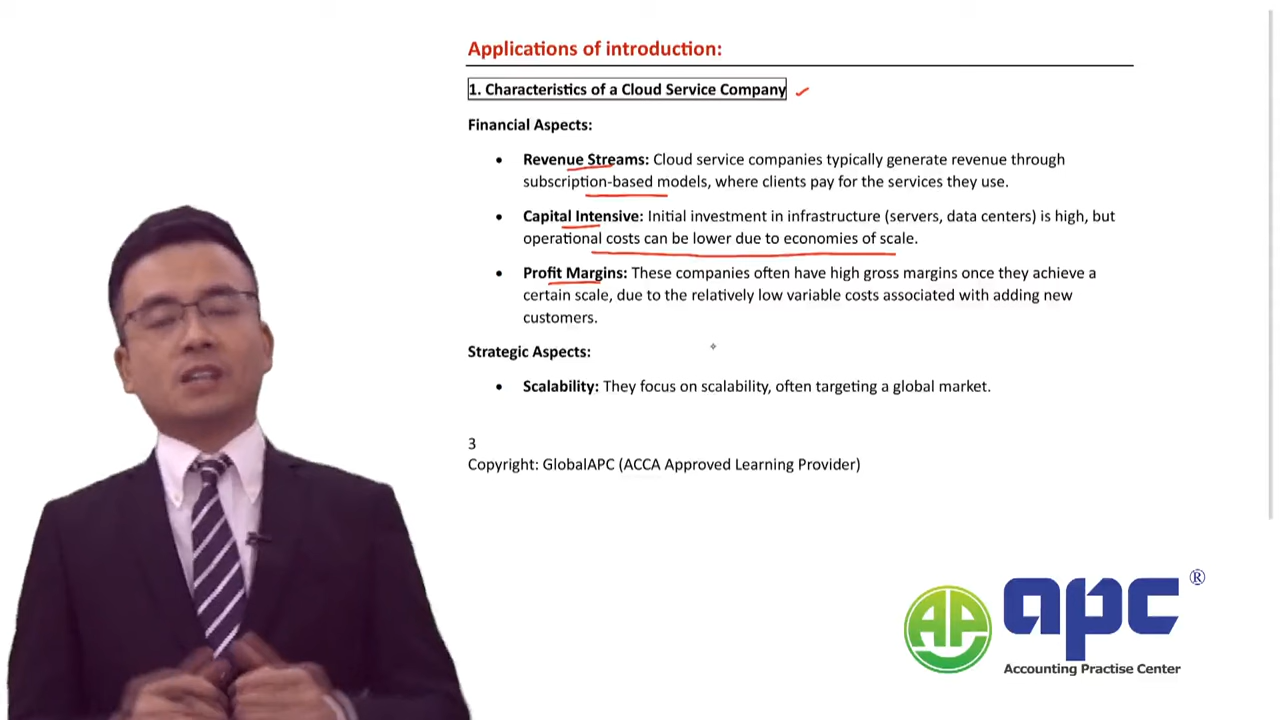 Applications of introduction:
1. Characteristics of a Cloud Service Company
Financial Aspects:
• Revenue Streams: Cloud service companies typically generate revenue through
subscription-based models, where clients pay for the services they use.
• Capital Intensive: Initial investment in infrastructure (servers, data centers) is high, but
operational costs can be lower due to economies of scale.
• Profit Margins: These companies often have high gross margins once they achieve a
certain scale, due to the relatively low variable costs associated with adding new
customers.
Strategic Aspects:
• Scalability: They focus on scalability, often targeting a global market.
3
Copyright: GlobalAPC (ACCA Approved Learning Provider)
AP apc ®
Accounting Practise Center